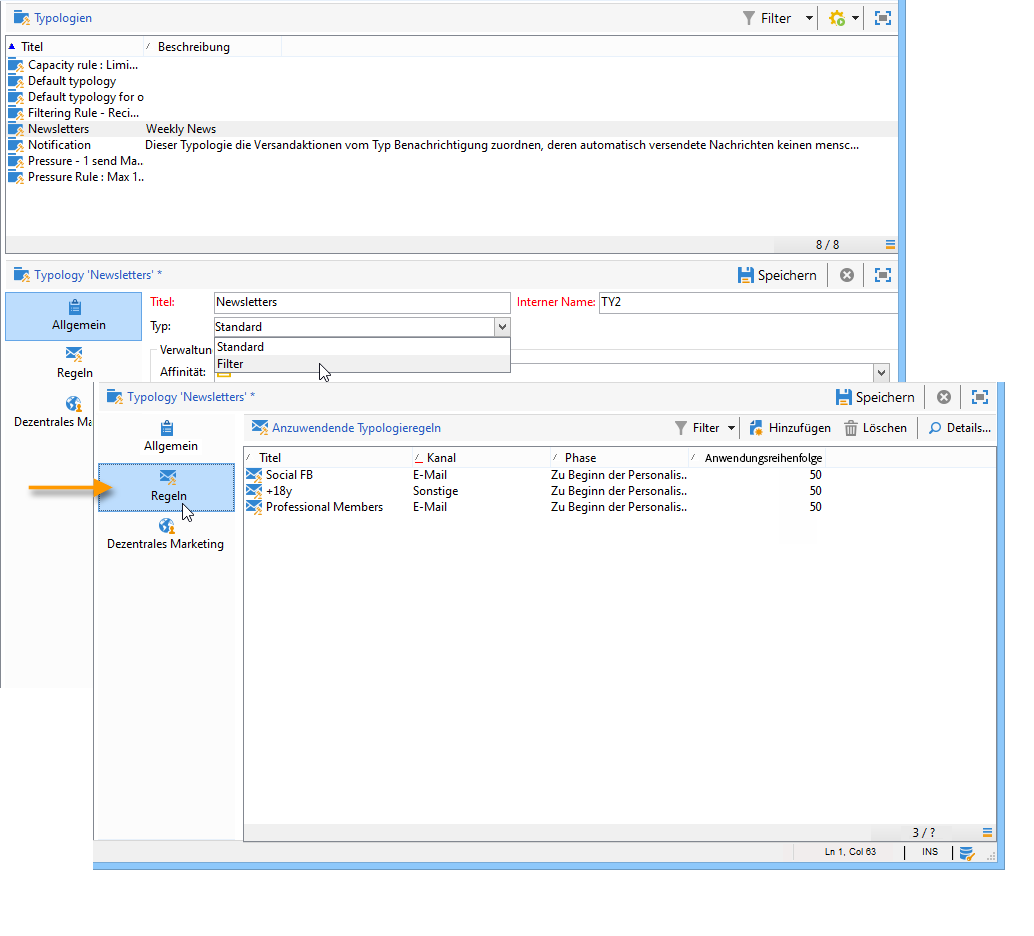 Typologien Filter
Titel Beschreibung
Capacity rule : Limi...
Default typology
Default typology for o
Filtering Rule - Reci...
Newsletters Weekly News
Notification Dieser Typologie die Versandaktionen vom Typ Benachrichtigung zuordnen, deren automatisch versendete Nachrichten keinen mensc...
Pressure - 1 send Ma..
Pressure Rule : Max 1..
8 / 8
Typology 'Newsletters' * Speichern
Allgemein
Regeln
Dezentrales Ma
Titel: Newsletters Interner Name: TY2
Typ: Standard
Standard
Filter
Verwaltun
Affinität:
Typology 'Newsletters' * Speichern
Allgemein
Regeln
Dezentrales Marketing
Anzuwendende Typologieregeln Filter Hinzufügen Löschen Details...
Titel Kanal Phase Anwendungsreihenfolge
Social FB E-Mail Zu Beginn der Personalis.. 50
+18y Sonstige Zu Beginn der Personalis.. 50
Professional Members E-Mail Zu Beginn der Personalis.. 50
3 / ?
Ln 1, Col 63 INS